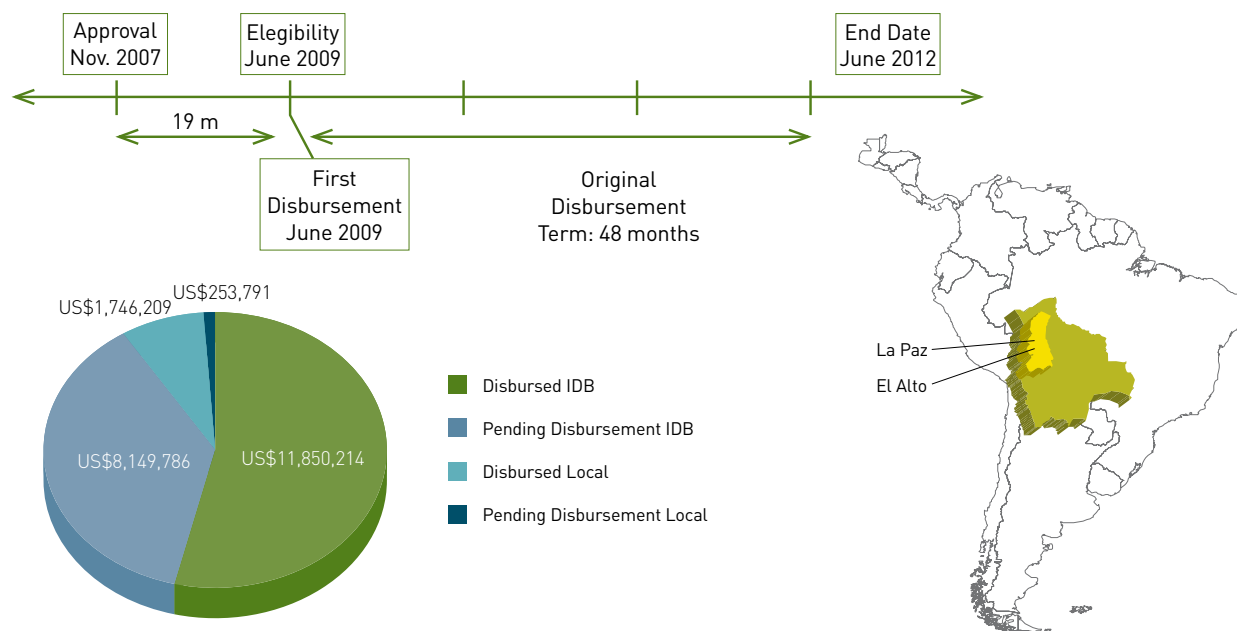 Approval
Nov. 2007
Elegibility
June 2009
End Date
June 2012
19 m
First
Disbursement
June 2009
Original
Disbursement
Term: 48 months
US$253,791
US$1,746,209
US$8,149,786
US$11,850,214
Disbursed IDB
Pending Disbursement IDB
Disbursed Local
Pending Disbursement Local
La Paz
El Alto